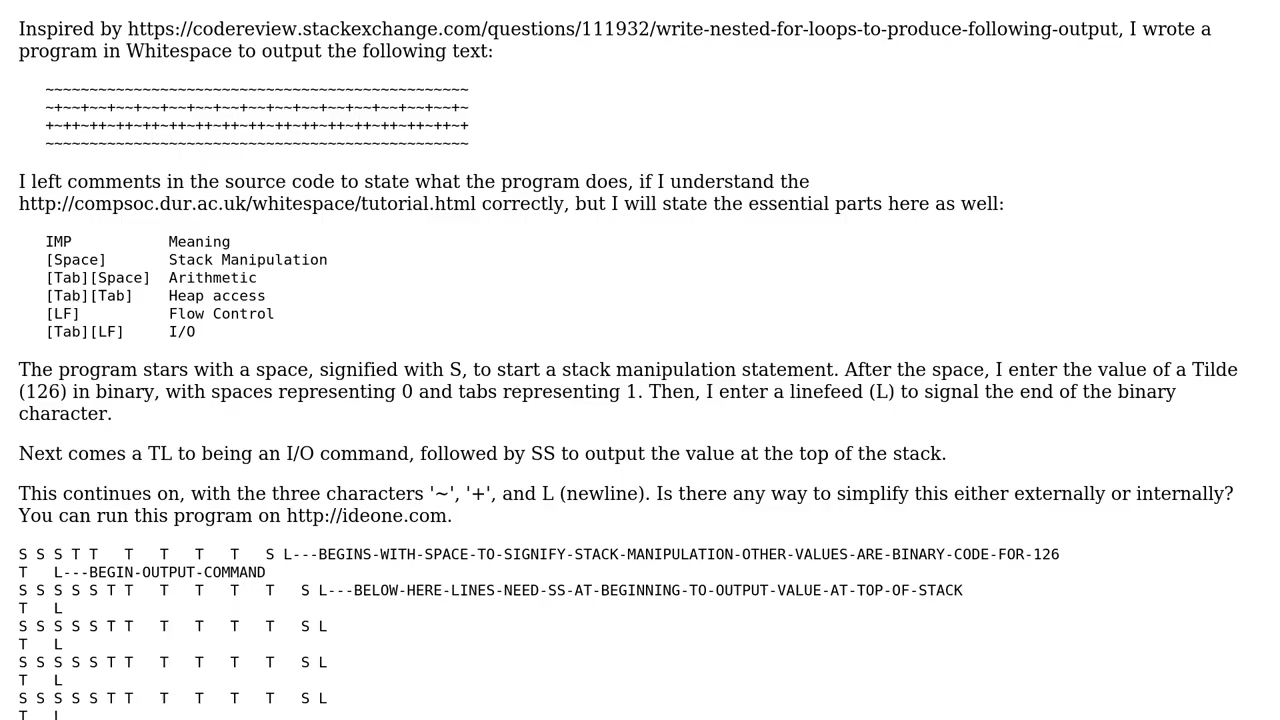 Inspired by https://codereview.stackexchange.com/questions/111932/write-nested-for-loops-to-produce-following-output, I wrote a
program in Whitespace to output the following text:
~~~~~~~~~~~~~~~~~~~~~~~~~~~~~~~~~~~~~~~~~~~~~~~~
~+~~+~~+~~+~~+~~+~~+~~+~~+~~+~~+~~+~~+~~+~~+~~+~
+~++~++~++~++~++~++~++~++~++~++~++~++~++~++~++~+
~~~~~~~~~~~~~~~~~~~~~~~~~~~~~~~~~~~~~~~~~~~~~~~~
I left comments in the source code to state what the program does, if I understand the
http://compsoc.dur.ac.uk/whitespace/tutorial.html correctly, but I will state the essential parts here as well:
IMP           Meaning
[Space]       Stack Manipulation
[Tab][Space]  Arithmetic
[Tab][Tab]    Heap access
[LF]          Flow Control
[Tab][LF]     I/O
The program stars with a space, signified with S, to start a stack manipulation statement. After the space, I enter the value of a Tilde
(126) in binary, with spaces representing 0 and tabs representing 1. Then, I enter a linefeed (L) to signal the end of the binary
character.
Next comes a TL to being an I/O command, followed by SS to output the value at the top of the stack.
This continues on, with the three characters '~', '+', and L (newline). Is there any way to simplify this either externally or internally?
You can run this program on http://ideone.com.
S S S T T   T   T   T   T   S L---BEGINS-WITH-SPACE-TO-SIGNIFY-STACK-MANIPULATION-OTHER-VALUES-ARE-BINARY-CODE-FOR-126
T   L---BEGIN-OUTPUT-COMMAND
S S S S S T T   T   T   T   T   S L---BELOW-HERE-LINES-NEED-SS-AT-BEGINNING-TO-OUTPUT-VALUE-AT-TOP-OF-STACK
T   L
S S S S S T T   T   T   T   T   S L
T   L
S S S S S T T   T   T   T   T   S L
T   L
S S S S S T T   T   T   T   T   S L
T   L